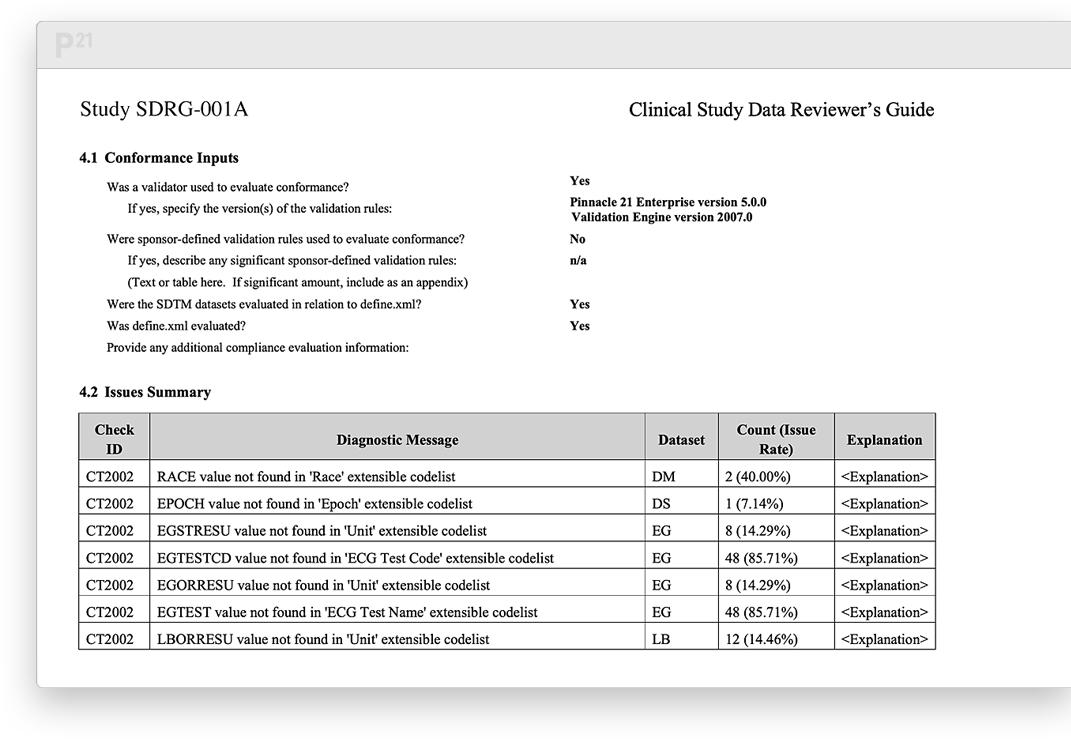 P21
Study SDRG-001A Clinical Study Data Reviewer’s Guide
4.1 Conformance Inputs
Was a validator used to evaluate conformance? Yes
If yes, specify the version(s) of the validation rules: Pinnacle 21 Enterprise version 5.0.0
Validation Engine version 2007.0
Were sponsor-defined validation rules used to evaluate conformance? No
If yes, describe any significant sponsor-defined validation rules: n/a
(Text or table here. If significant amount, include as an appendix)
Were the SDTM datasets evaluated in relation to define.xml? Yes
Was define.xml evaluated? Yes
Provide any additional compliance evaluation information:
4.2 Issues Summary
Check ID Diagnostic Message Dataset Count (Issue Rate) Explanation
CT2002 RACE value not found in 'Race' extensible codelist DM 2 (40.00%) <Explanation>
CT2002 EPOCH value not found in 'Epoch' extensible codelist DS 1 (7.14%) <Explanation>
CT2002 EGSTRESU value not found in 'Unit' extensible codelist EG 8 (14.29%) <Explanation>
CT2002 EGTESTCD value not found in 'ECG Test Code' extensible codelist EG 48 (85.71%) <Explanation>
CT2002 EGORRESU value not found in 'Unit' extensible codelist EG 8 (14.29%) <Explanation>
CT2002 EGTEST value not found in 'ECG Test Name' extensible codelist EG 48 (85.71%) <Explanation>
CT2002 LBORRESU value not found in 'Unit' extensible codelist LB 12 (14.46%) <Explanation>